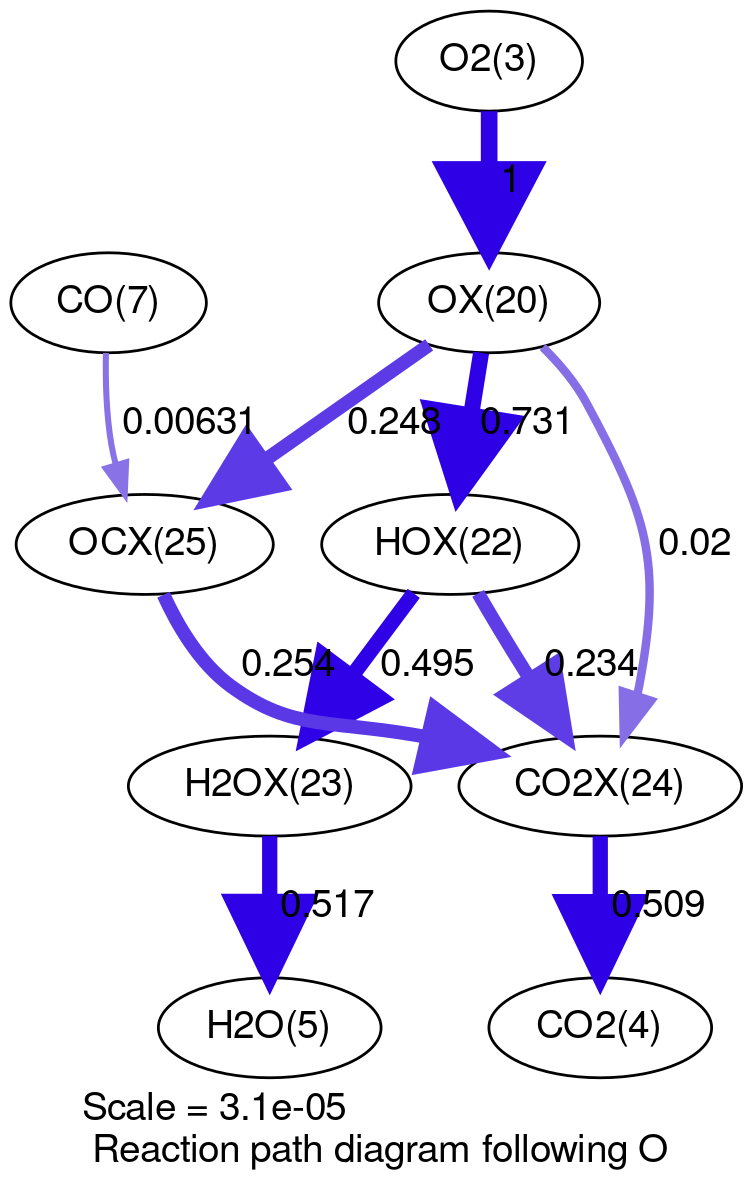 O2(3)
1
CO(7)
OX(20)
0.00631
0.248
0.731
OCX(25)
HOX(22)
0.02
0.254
0.495
0.234
H2OX(23)
CO2X(24)
0.517
0.509
H2O(5)
CO2(4)
Scale = 3.1e-05
Reaction path diagram following O